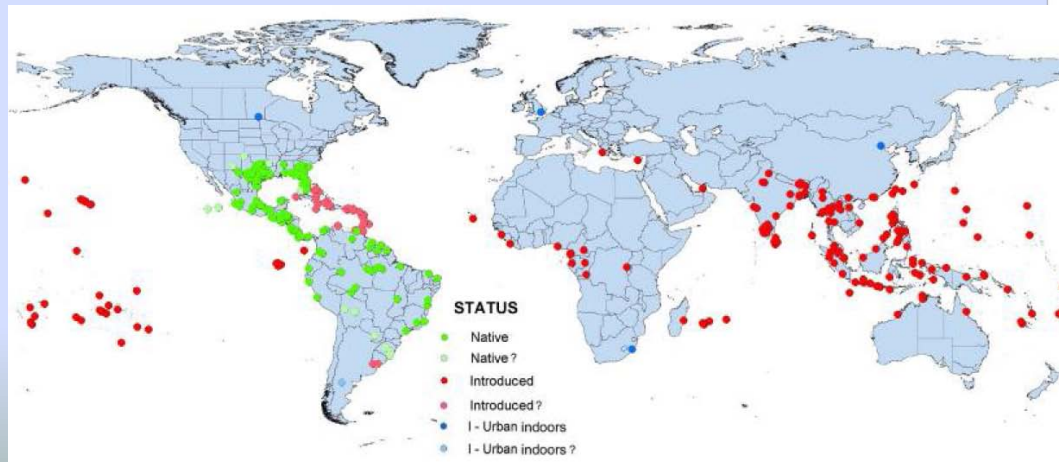 STATUS
Native
Native ?
Introduced
Introduced ?
I - Urban indoors
I - Urban indoors ?